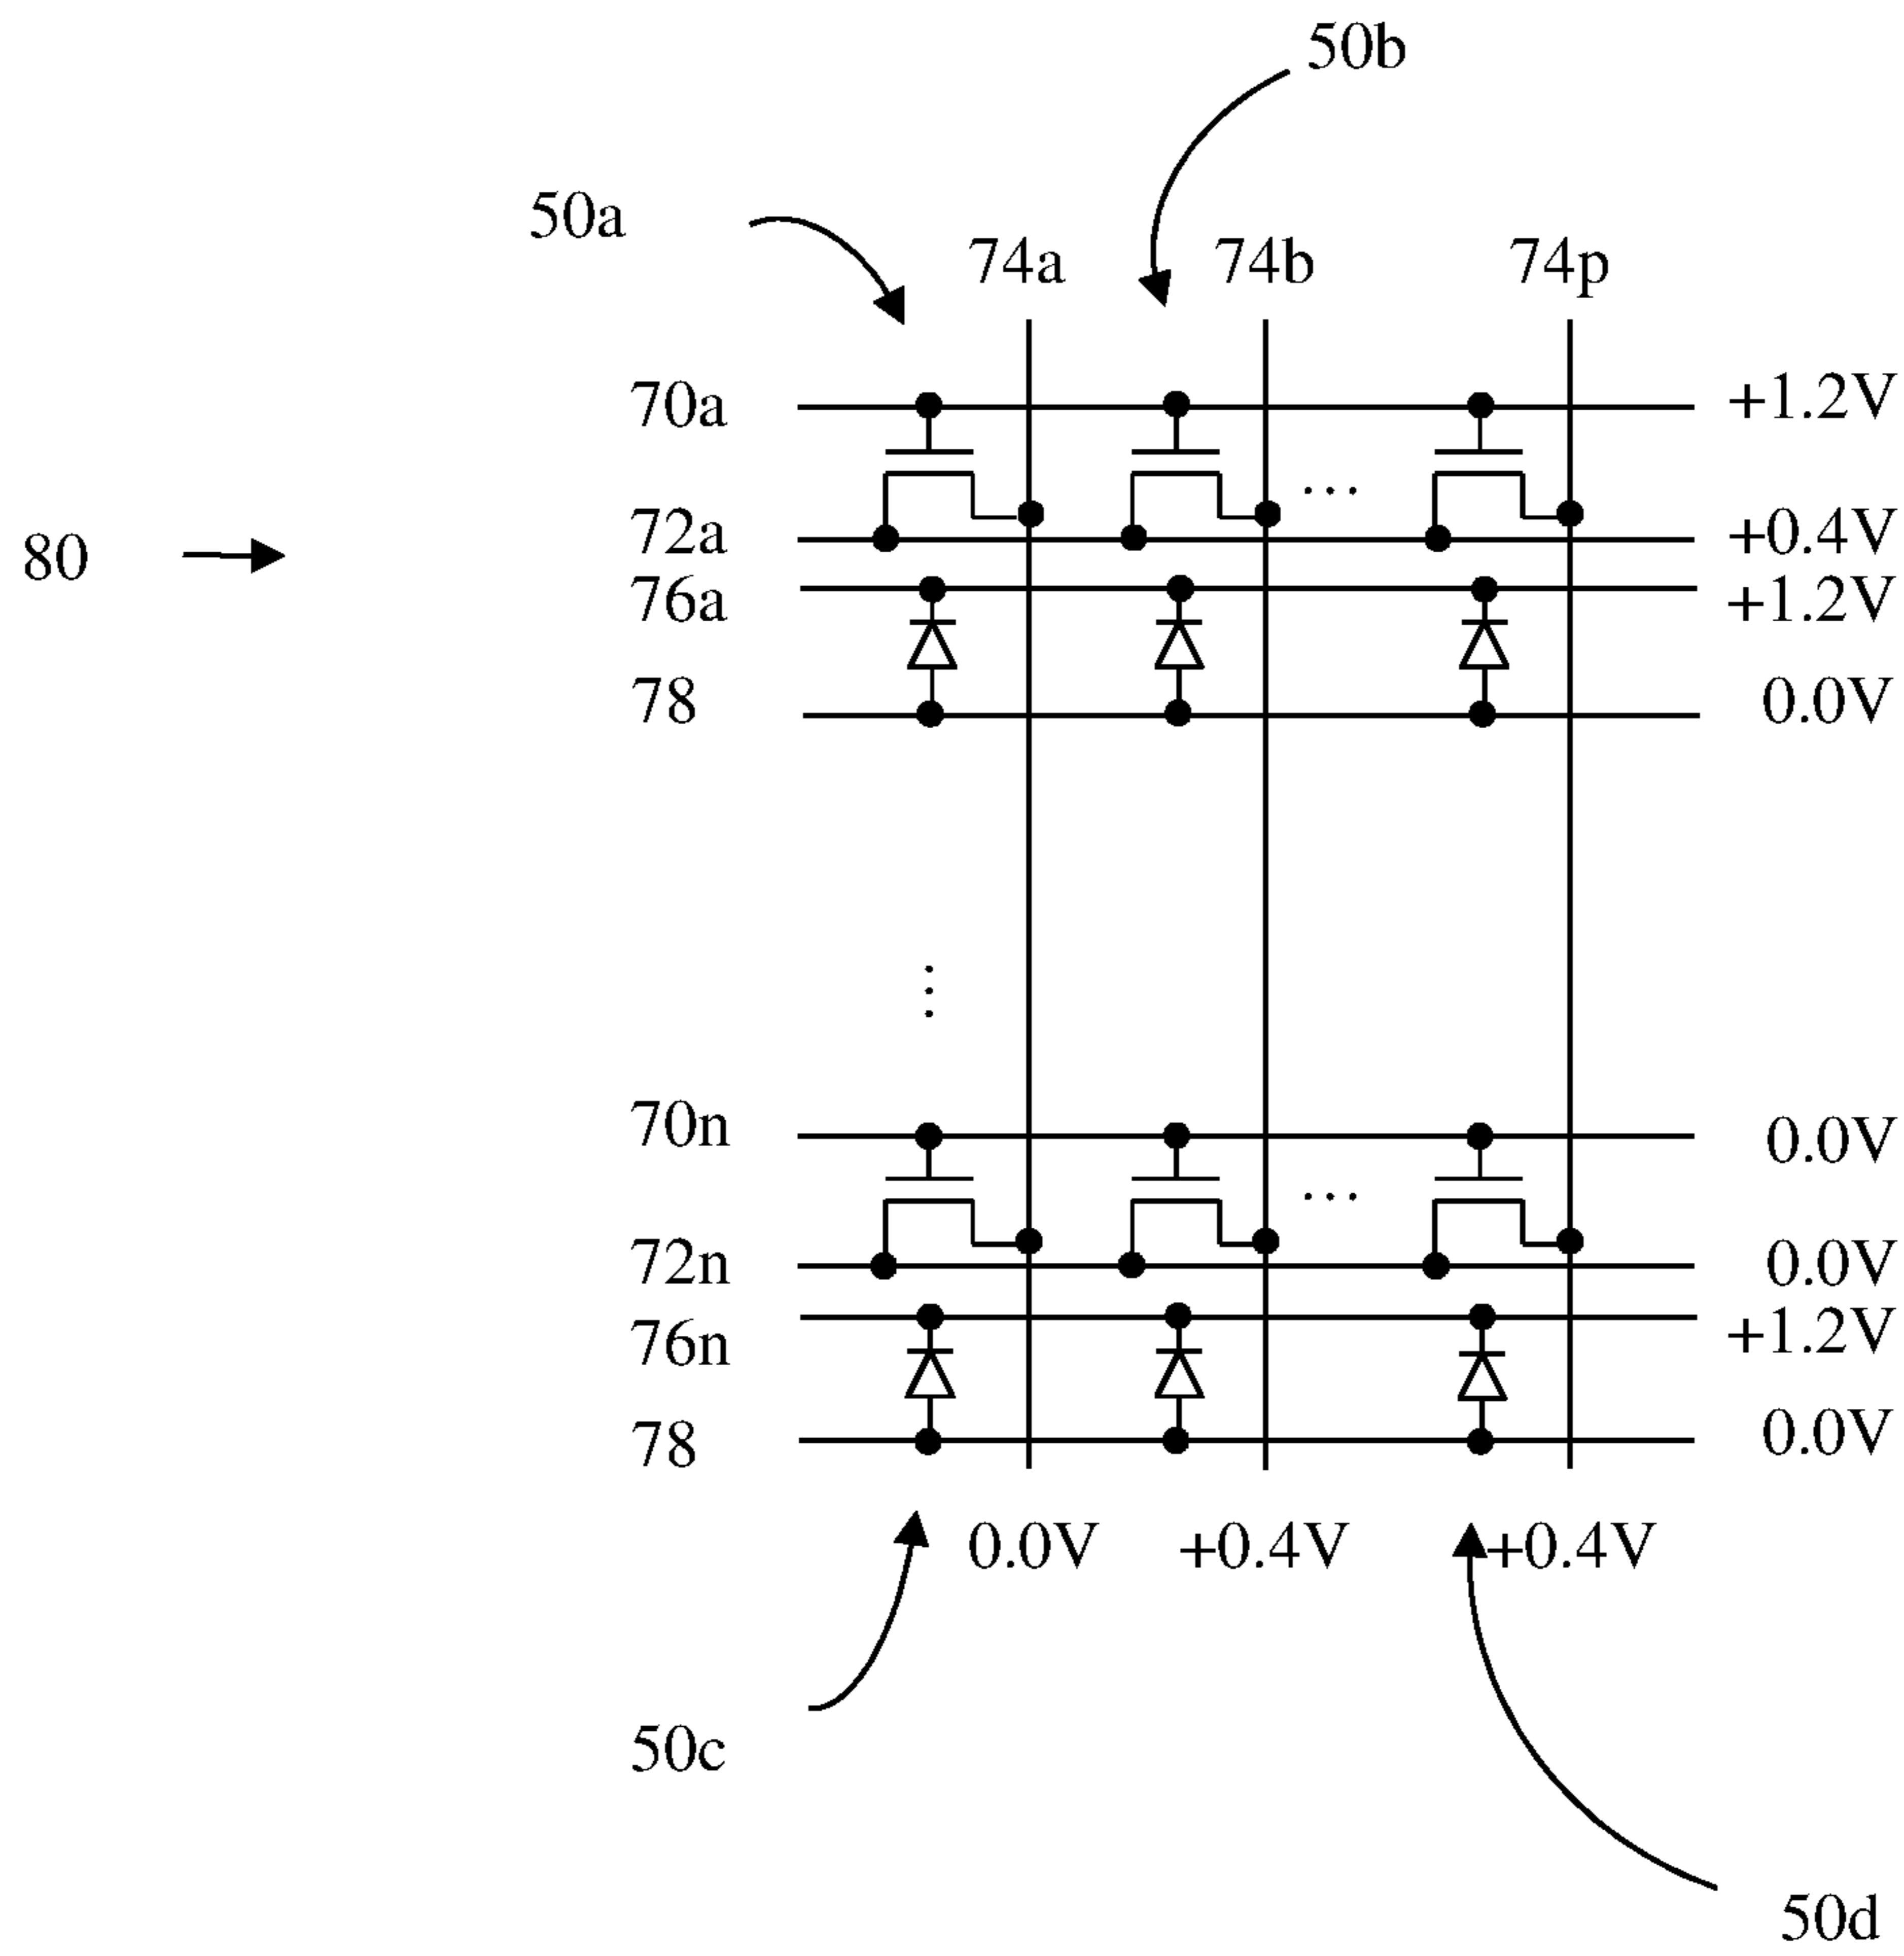 50b
50a
74a 74b 74p
70a +1.2V
...
72a +0.4V
80
76a +1.2V
78 0.0V
...
70n 0.0V
...
72n 0.0V
76n +1.2V
78 0.0V
0.0V +0.4V +0.4V
50c
50d